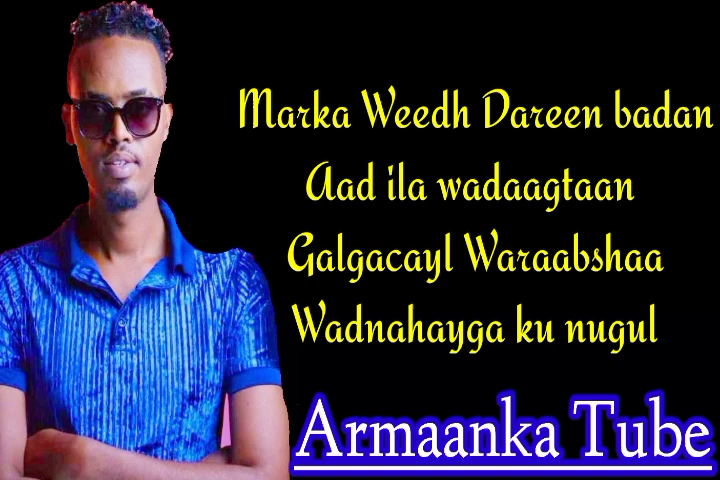 Marka Weedh Dareen badan
Aad ila wadaagtaan
Galgacayl Waraabshaa
Wadnahayga ku nugul
Armaanka Tube